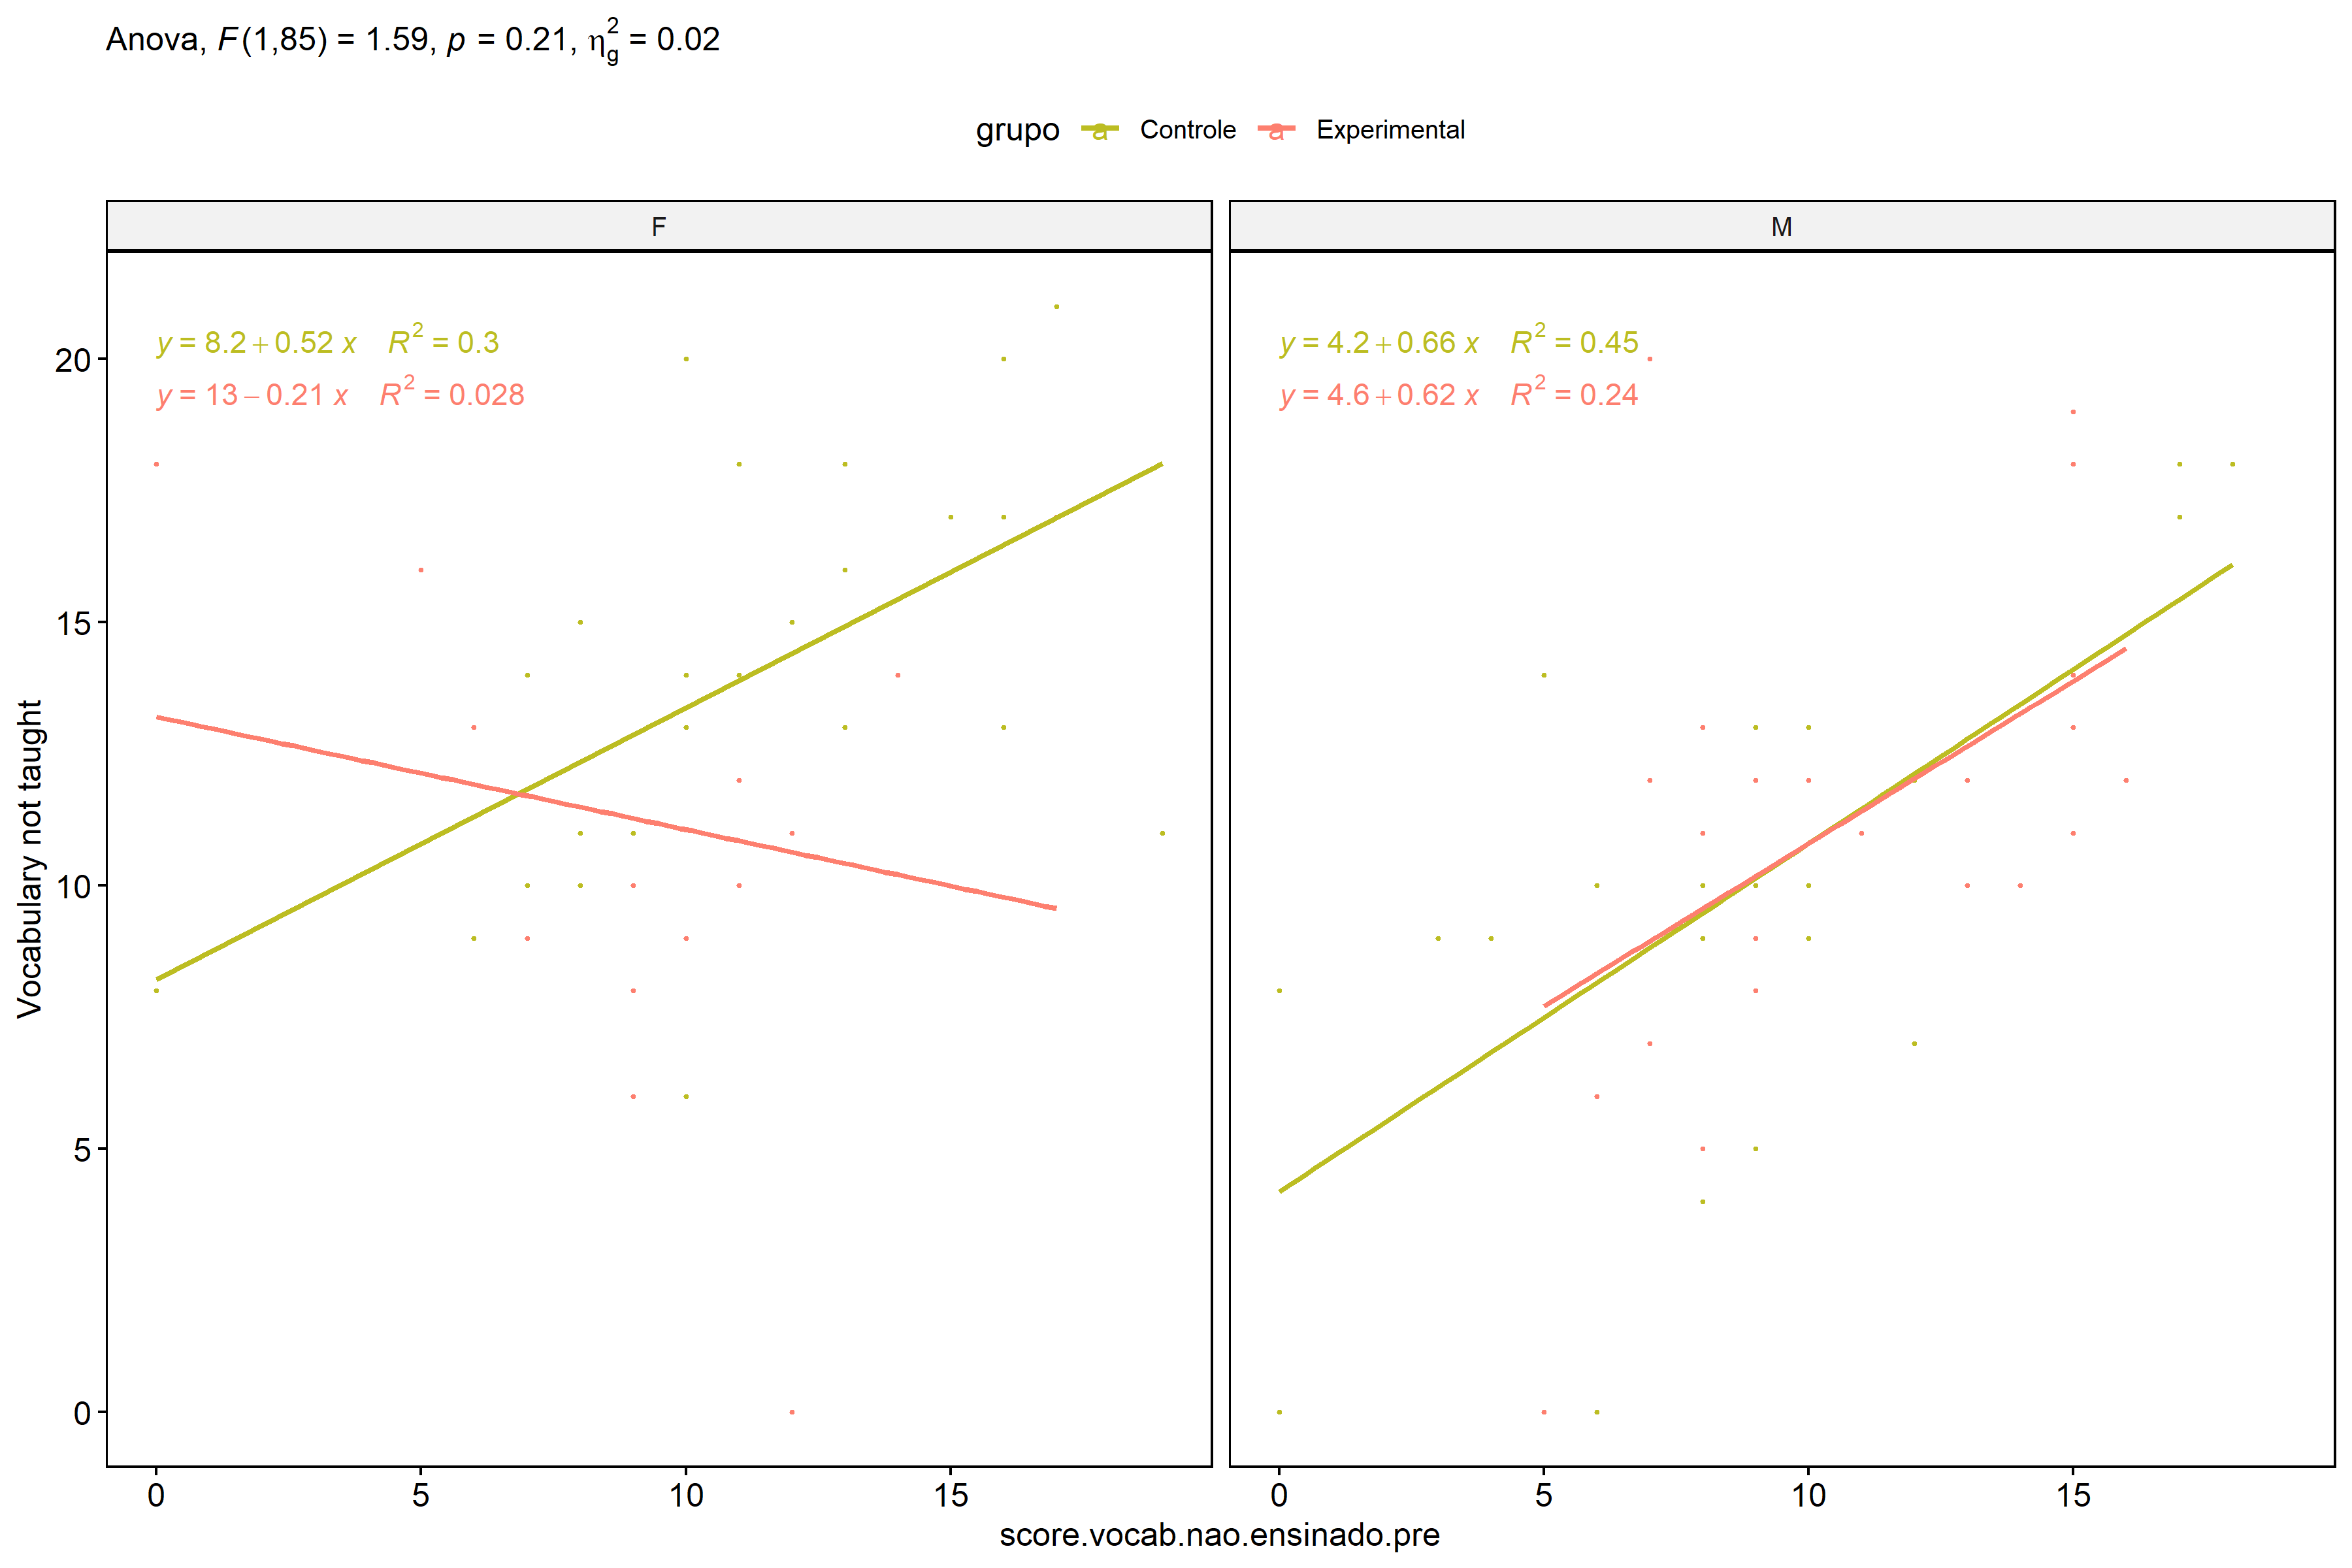 Anova, F(1,85) = 1.59, p = 0.21, η²g = 0.02
grupo a Controle a Experimental
F
M
y = 8.2 + 0.52 x R² = 0.3
y = 13 − 0.21 x R² = 0.028
y = 4.2 + 0.66 x R² = 0.45
y = 4.6 + 0.62 x R² = 0.24
Vocabulary not taught
20
15
10
5
0
0 5 10 15
0 5 10 15
score.vocab.nao.ensinado.pre